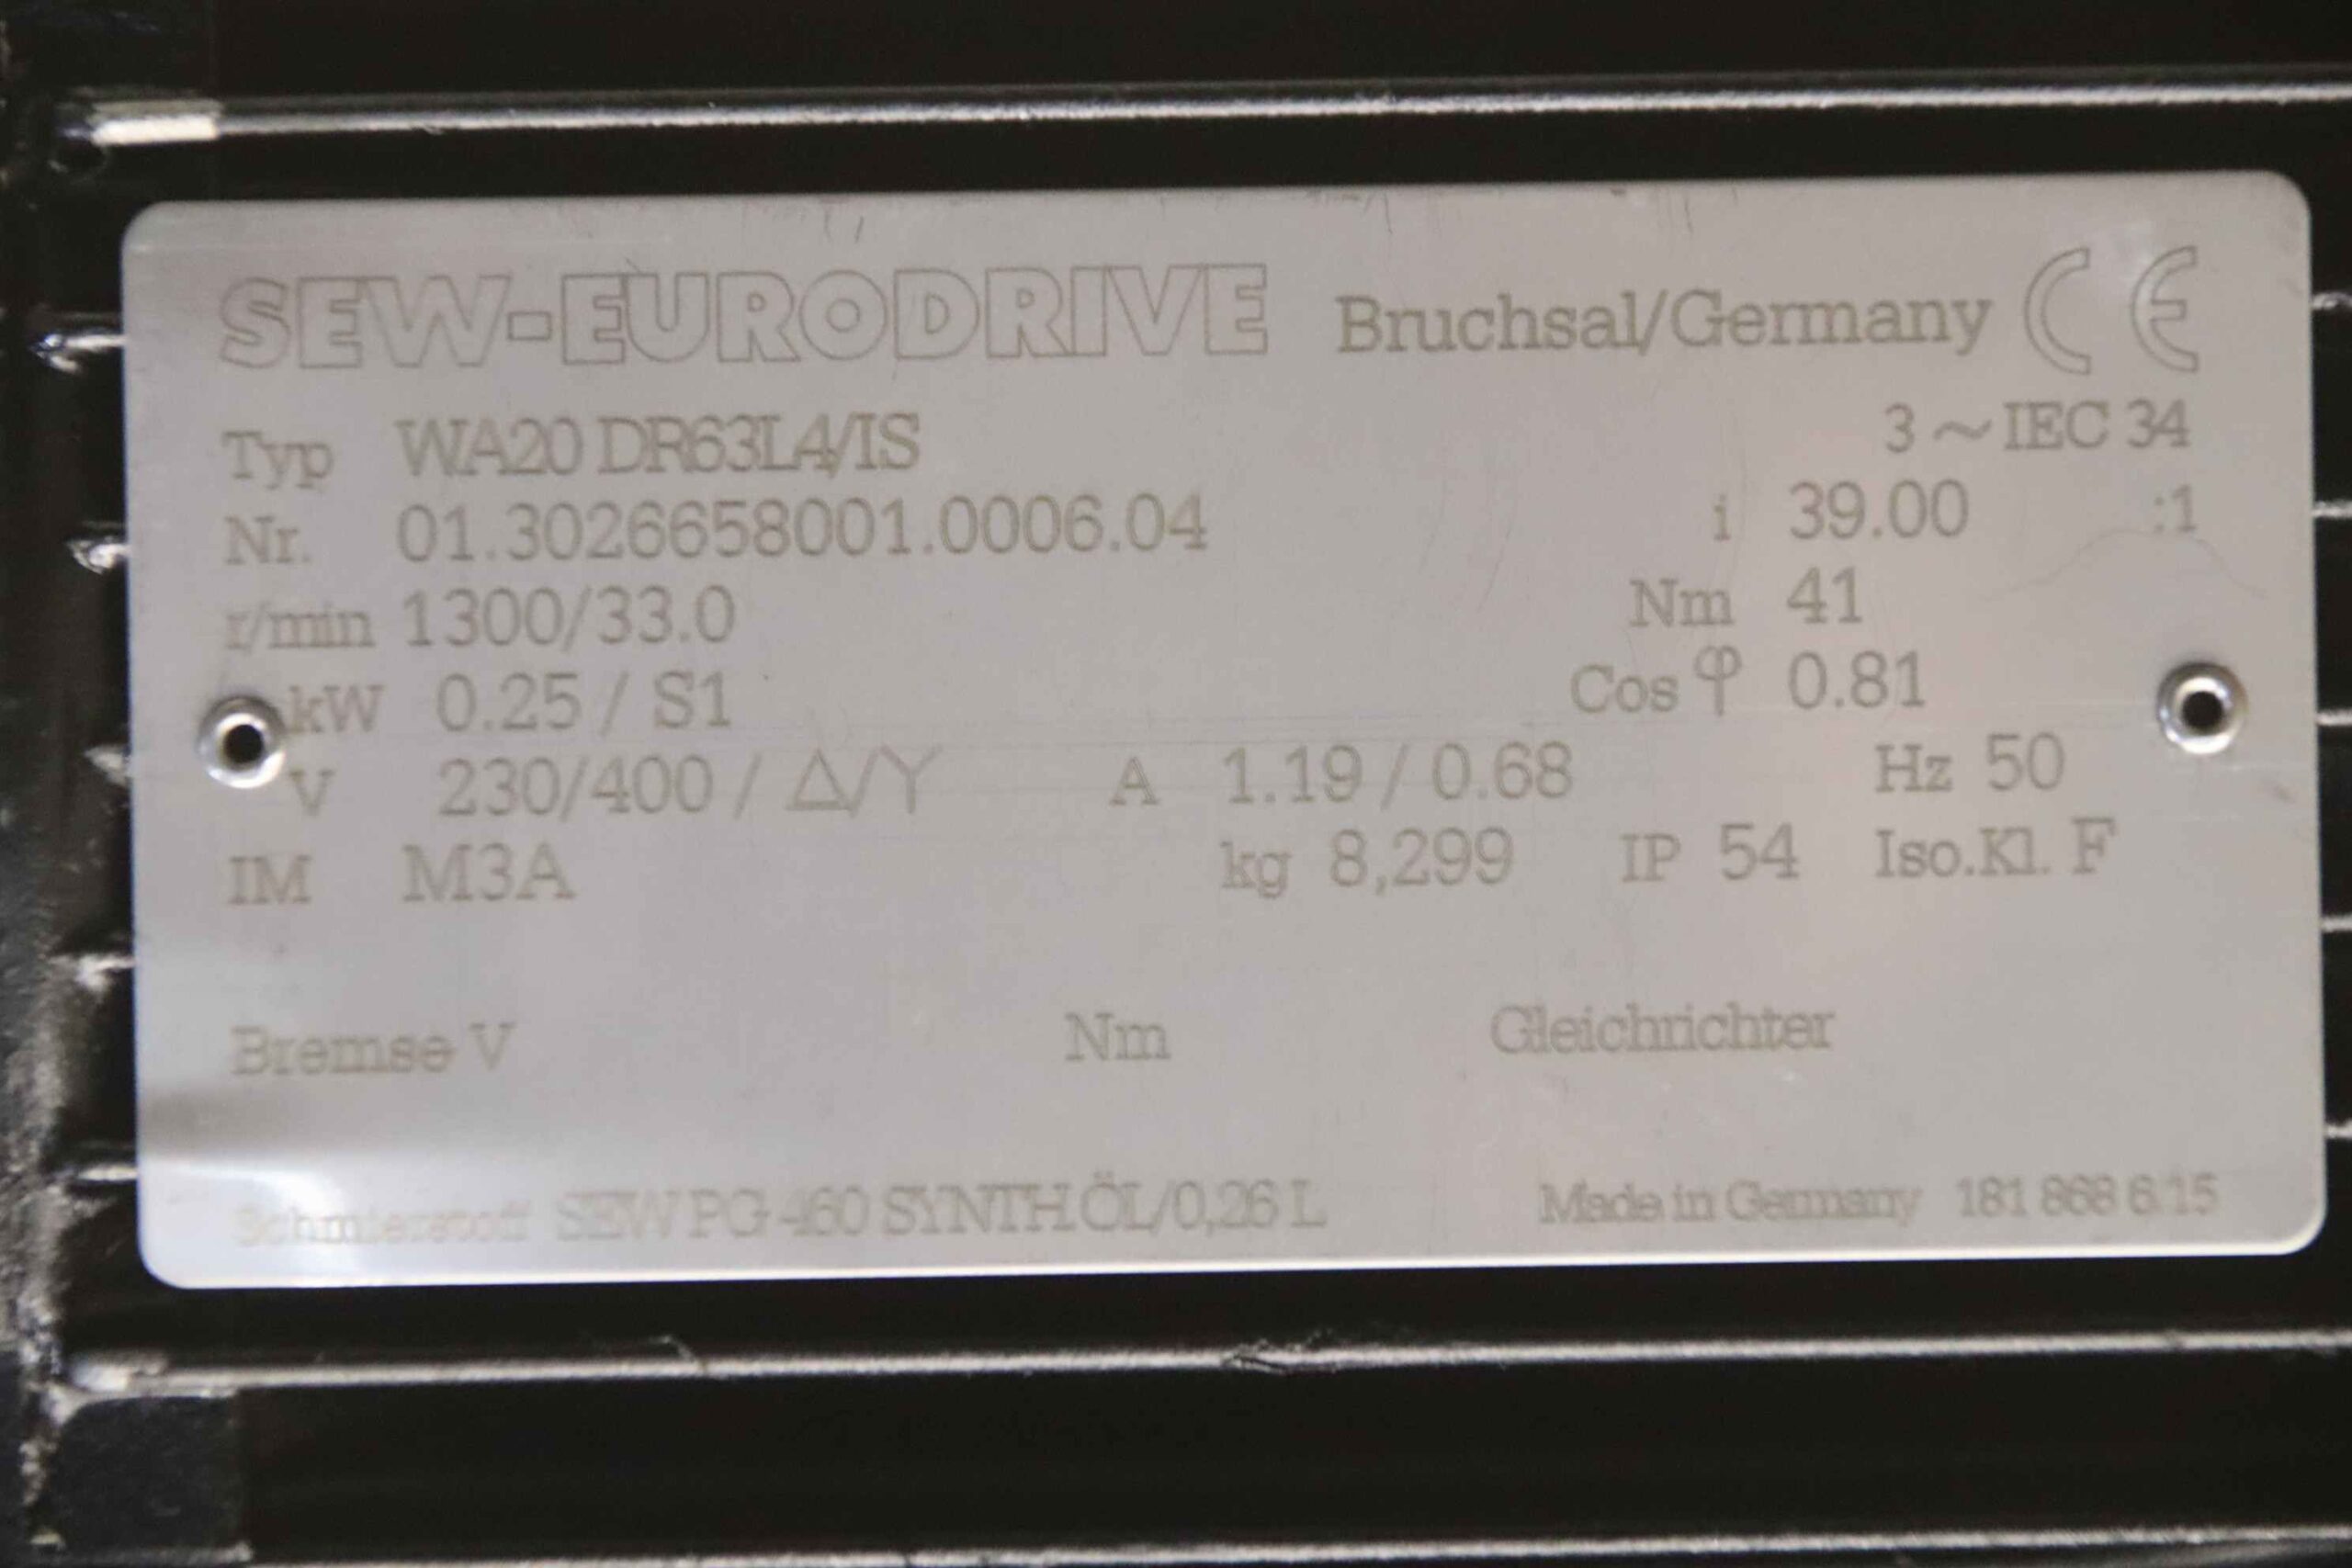 SEW-EURODRIVE Bruchsal/Germany CE
Typ WA20 DR63L4/IS 3~IEC 34
Nr. 01.3026658001.0006.04 i 39.00 :1
r/min 1300/33.0 Nm 41
kW 0.25 / S1 Cos φ 0.81
V 230/400 / Δ/Y A 1.19 / 0.68 Hz 50
IM M3A kg 8,299 IP 54 Iso.Kl. F
Bremse V Nm Gleichrichter
Schmierstoff SEW PG-460 SYNTH.ÖL/0,26 L Made in Germany 181 868 6.15